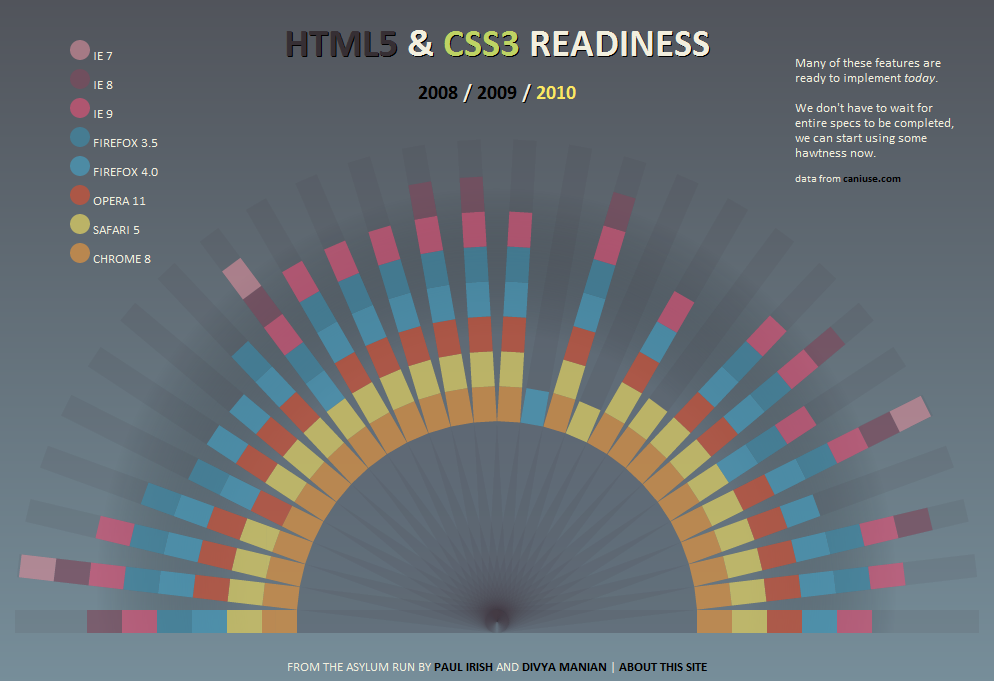 HTML5 & CSS3 READINESS
2008 / 2009 / 2010
IE 7
IE 8
IE 9
FIREFOX 3.5
FIREFOX 4.0
OPERA 11
SAFARI 5
CHROME 8
Many of these features are
ready to implement today.
We don't have to wait for
entire specs to be completed,
we can start using some
hawtness now.
data from caniuse.com
FROM THE ASYLUM RUN BY PAUL IRISH AND DIVYA MANIAN | ABOUT THIS SITE